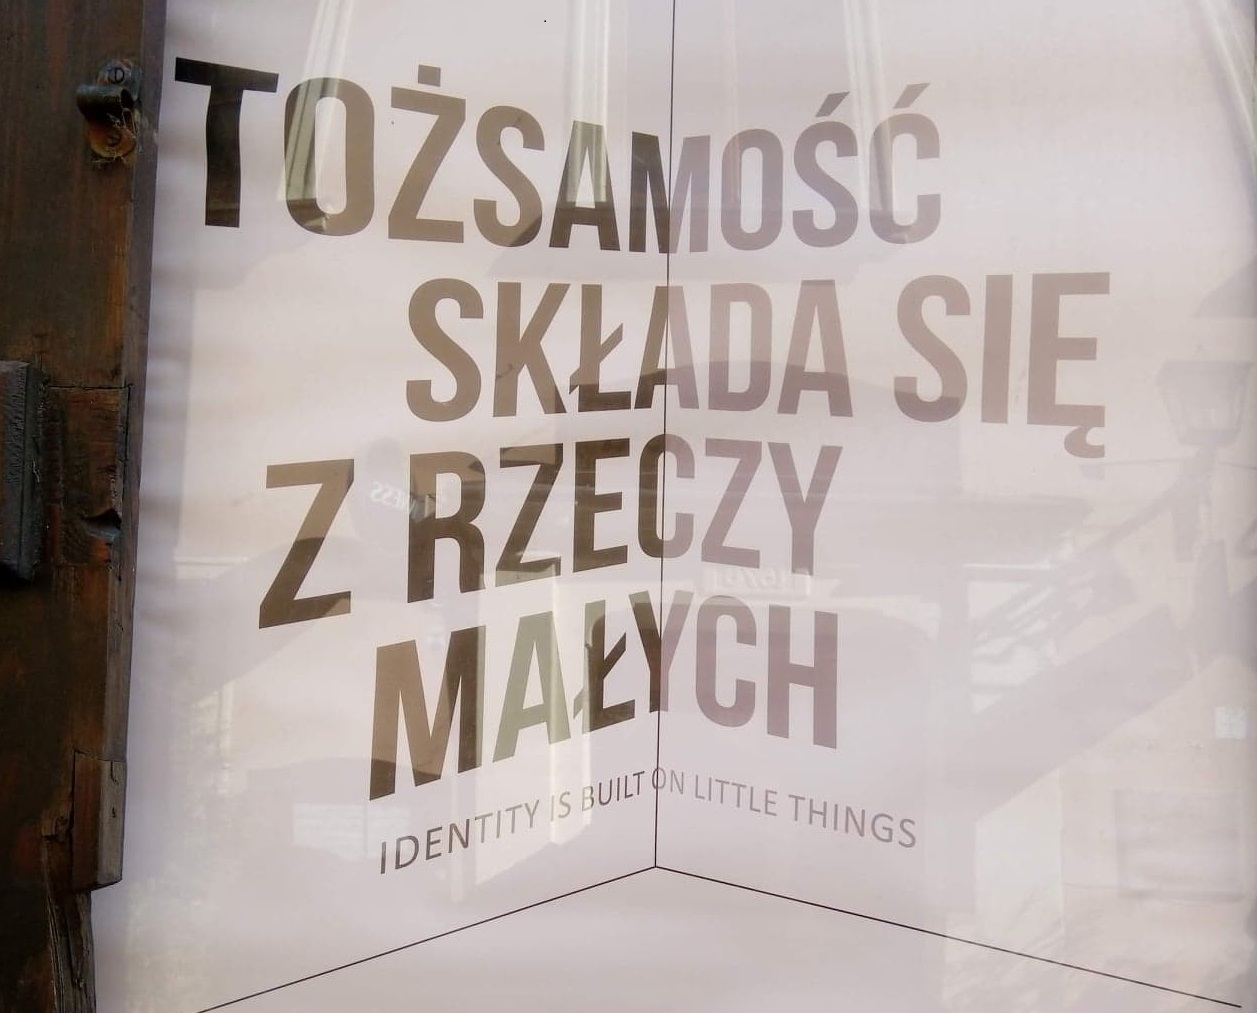 TOŻSAMOŚĆ
SKŁADA SIĘ
Z RZECZY
MAŁYCH
IDENTITY IS BUILT ON LITTLE THINGS